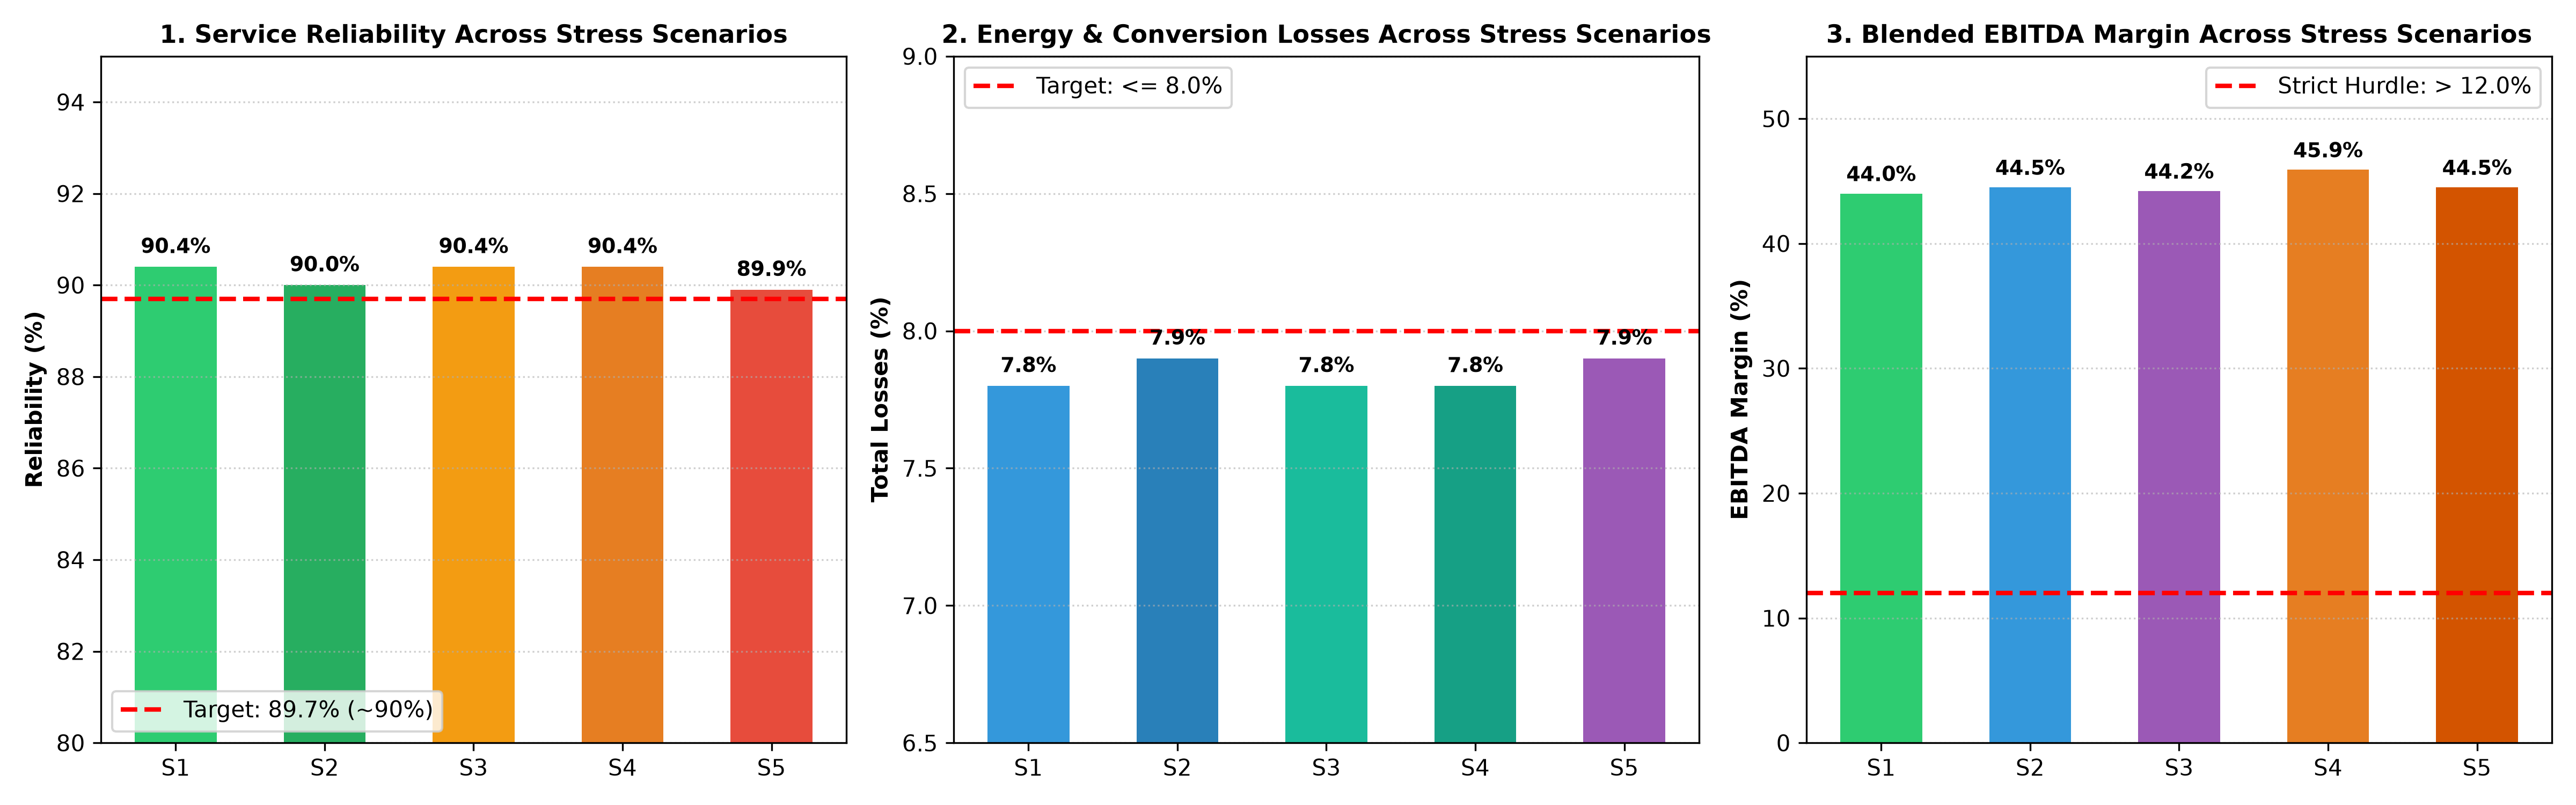 1. Service Reliability Across Stress Scenarios
Reliability (%)
94
92
90
88
86
84
82
80
90.4%
90.0%
90.4%
90.4%
89.9%
Target: 89.7% (~90%)
S1
S2
S3
S4
S5
2. Energy & Conversion Losses Across Stress Scenarios
Total Losses (%)
9.0
8.5
8.0
7.5
7.0
6.5
Target: <= 8.0%
7.8%
7.9%
7.8%
7.8%
7.9%
S1
S2
S3
S4
S5
3. Blended EBITDA Margin Across Stress Scenarios
EBITDA Margin (%)
50
40
30
20
10
0
Strict Hurdle: > 12.0%
44.0%
44.5%
44.2%
45.9%
44.5%
S1
S2
S3
S4
S5